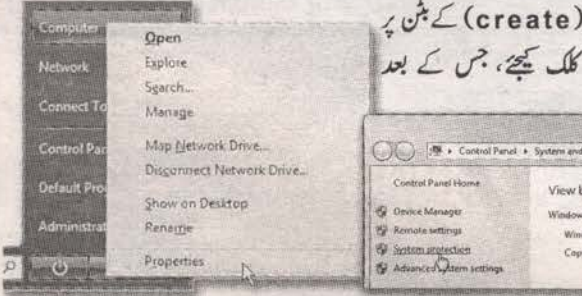 (create) کے بٹن پر
کلک کیجئے، جس کے بعد
Computer
Network
Connect To
Control Pan
Default Pro
Administrat
Open
Explore
Search...
Manage
Map Network Drive...
Disconnect Network Drive...
Show on Desktop
Rename
Properties
Control Panel ▸ System and
Control Panel Home
Device Manager
Remote settings
System protection
Advanced system settings
View b
Window
Win
Cop